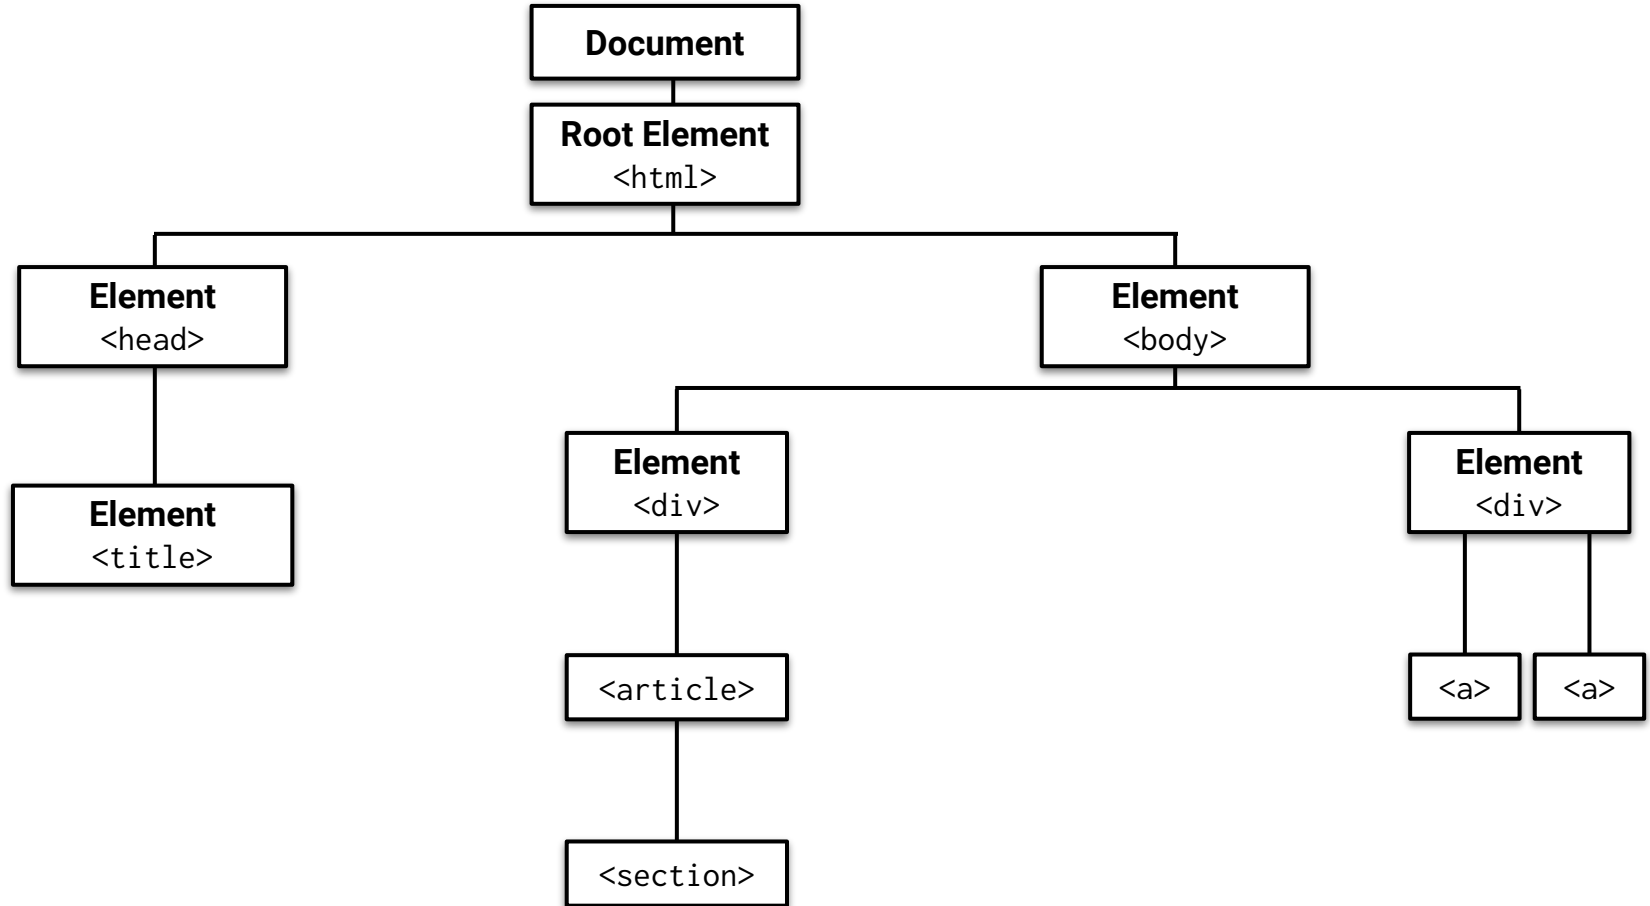 Document
Root Element
<html>
Element
<head>
Element
<body>
Element
<title>
Element
<div>
Element
<div>
<article>
<a>
<a>
<section>